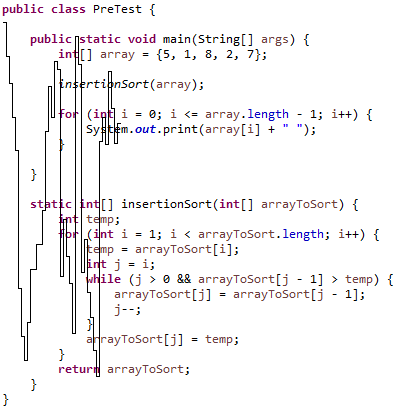 public class PreTest {
public static void main(String[] args) {
int[] array = {5, 1, 8, 2, 7};
insertionSort(array);
for (int i = 0; i <= array.length - 1; i++) {
System.out.print(array[i] + " ");
}
}
static int[] insertionSort(int[] arrayToSort) {
int temp;
for (int i = 1; i < arrayToSort.length; i++) {
temp = arrayToSort[i];
int j = i;
while (j > 0 && arrayToSort[j - 1] > temp) {
arrayToSort[j] = arrayToSort[j - 1];
j--;
}
arrayToSort[j] = temp;
}
return arrayToSort;
}
}